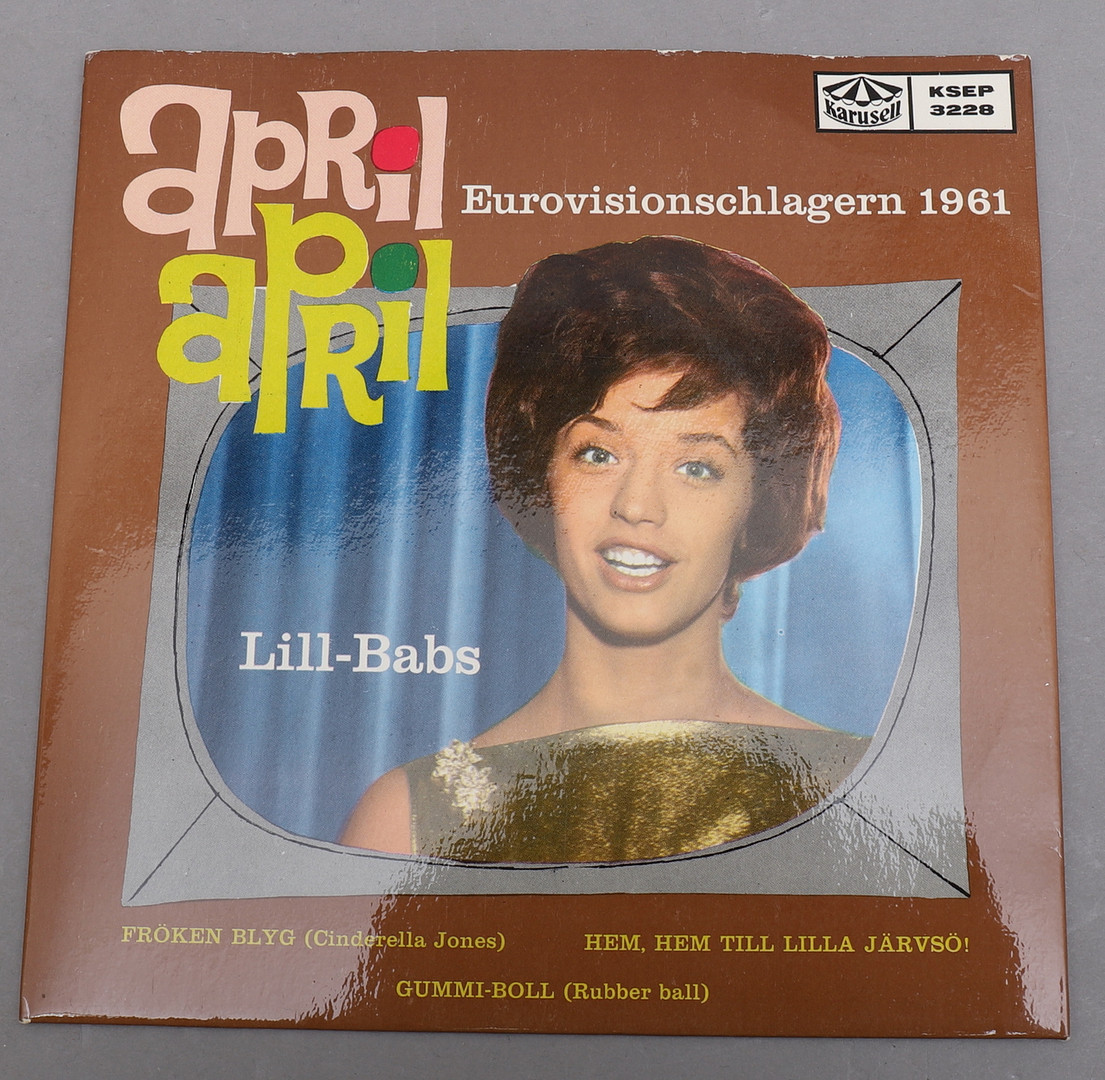 april
april
Karusell
KSEP
3228
Eurovisionschlagern 1961
Lill-Babs
FRÖKEN BLYG (Cinderella Jones)
HEM, HEM TILL LILLA JÄRVSÖ!
GUMMI-BOLL (Rubber ball)